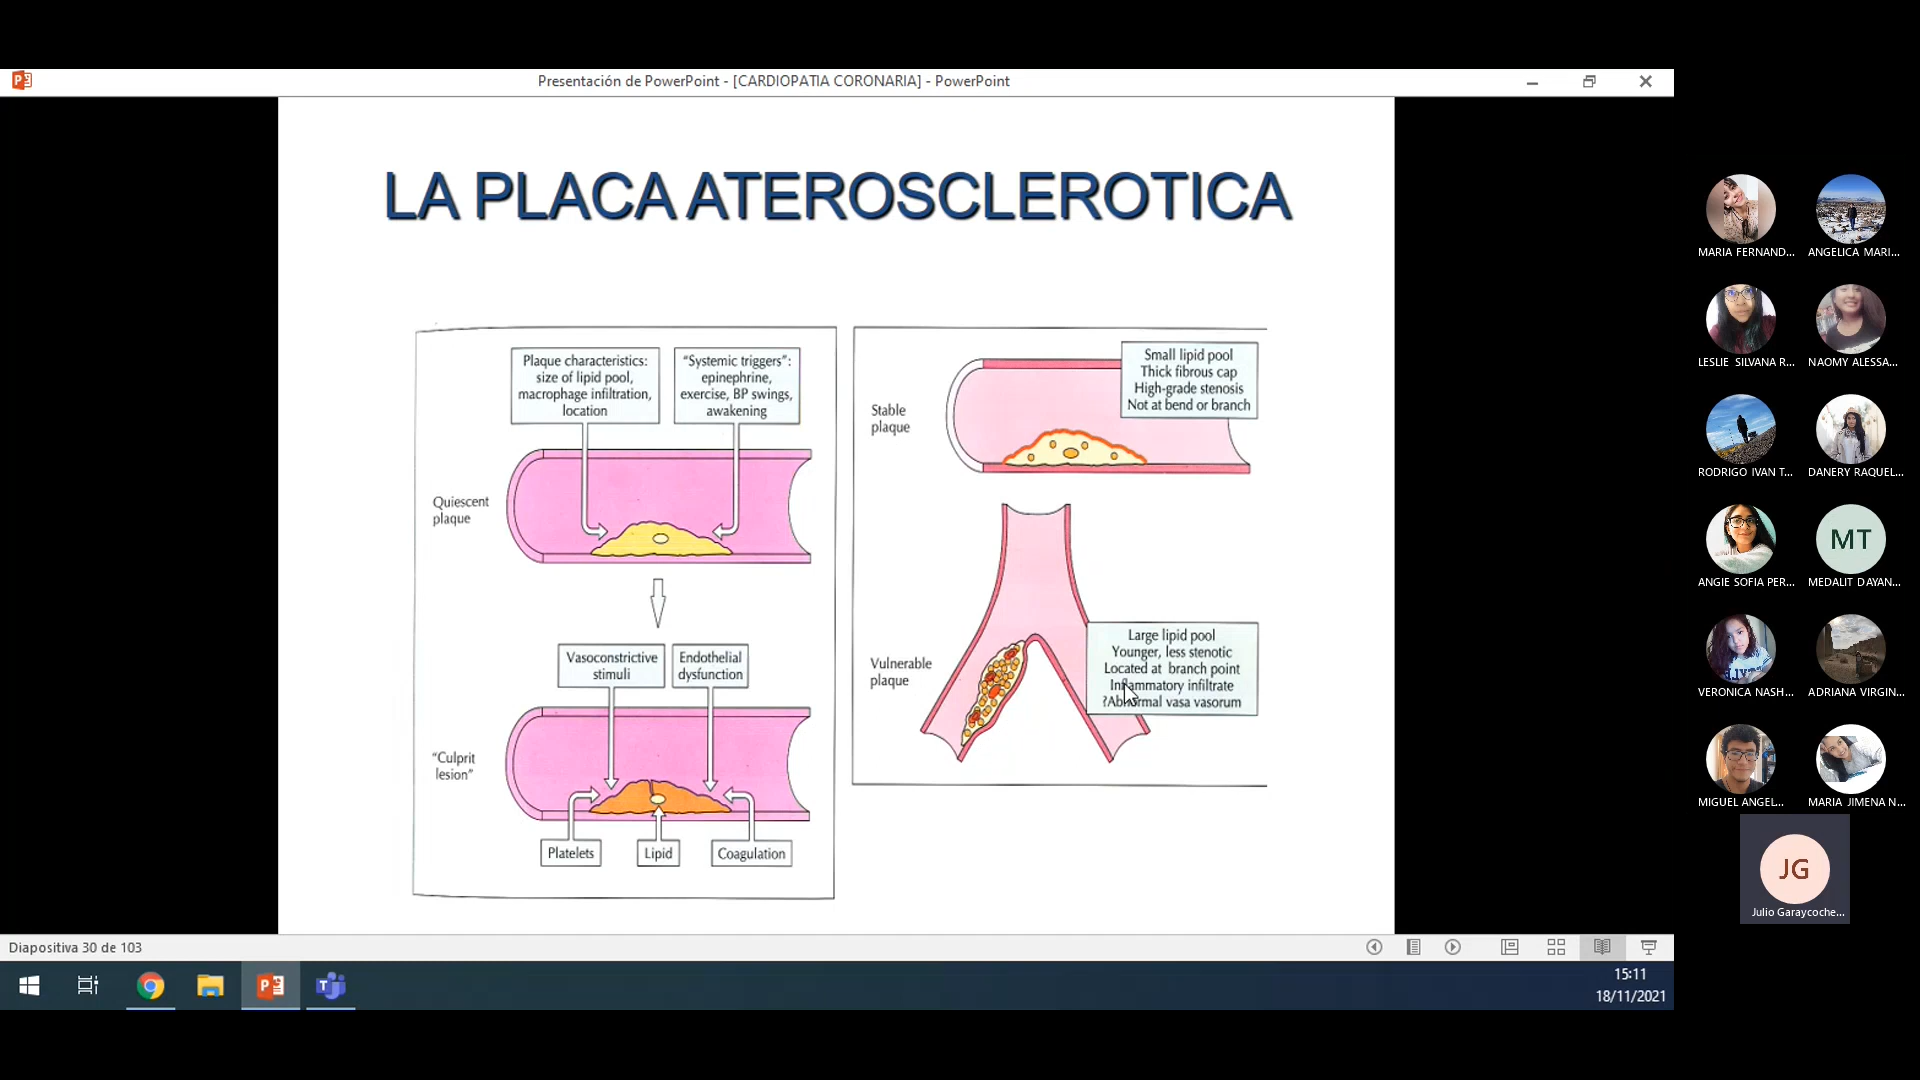 Presentación de PowerPoint - [CARDIOPATIA CORONARIA] - PowerPoint
LA PLACA ATEROSCLEROTICA
Plaque characteristics:
size of lipid pool,
macrophage infiltration,
location
"Systemic triggers":
epinephrine,
exercise, BP swings,
awakening
Quiescent
plaque
Vasoconstrictive
stimuli
Endothelial
dysfunction
"Culprit
lesion"
Platelets
Lipid
Coagulation
Small lipid pool
Thick fibrous cap
High-grade stenosis
Not at bend or branch
Stable
plaque
Vulnerable
plaque
Large lipid pool
Younger, less stenotic
Located at branch point
Inflammatory infiltrate
?Abnormal vasa vasorum
MARIA FERNAND...
ANGELICA MARI...
LESLIE SILVANA R...
NAOMY ALESSA...
RODRIGO IVAN T...
DANERY RAQUEL...
ANGIE SOFIA PER...
MT
MEDALIT DAYAN...
VERONICA NASH...
ADRIANA VIRGIN...
MIGUEL ANGEL...
MARIA JIMENA N...
JG
Julio Garaycoche...
Diapositiva 30 de 103
15:11
18/11/2021